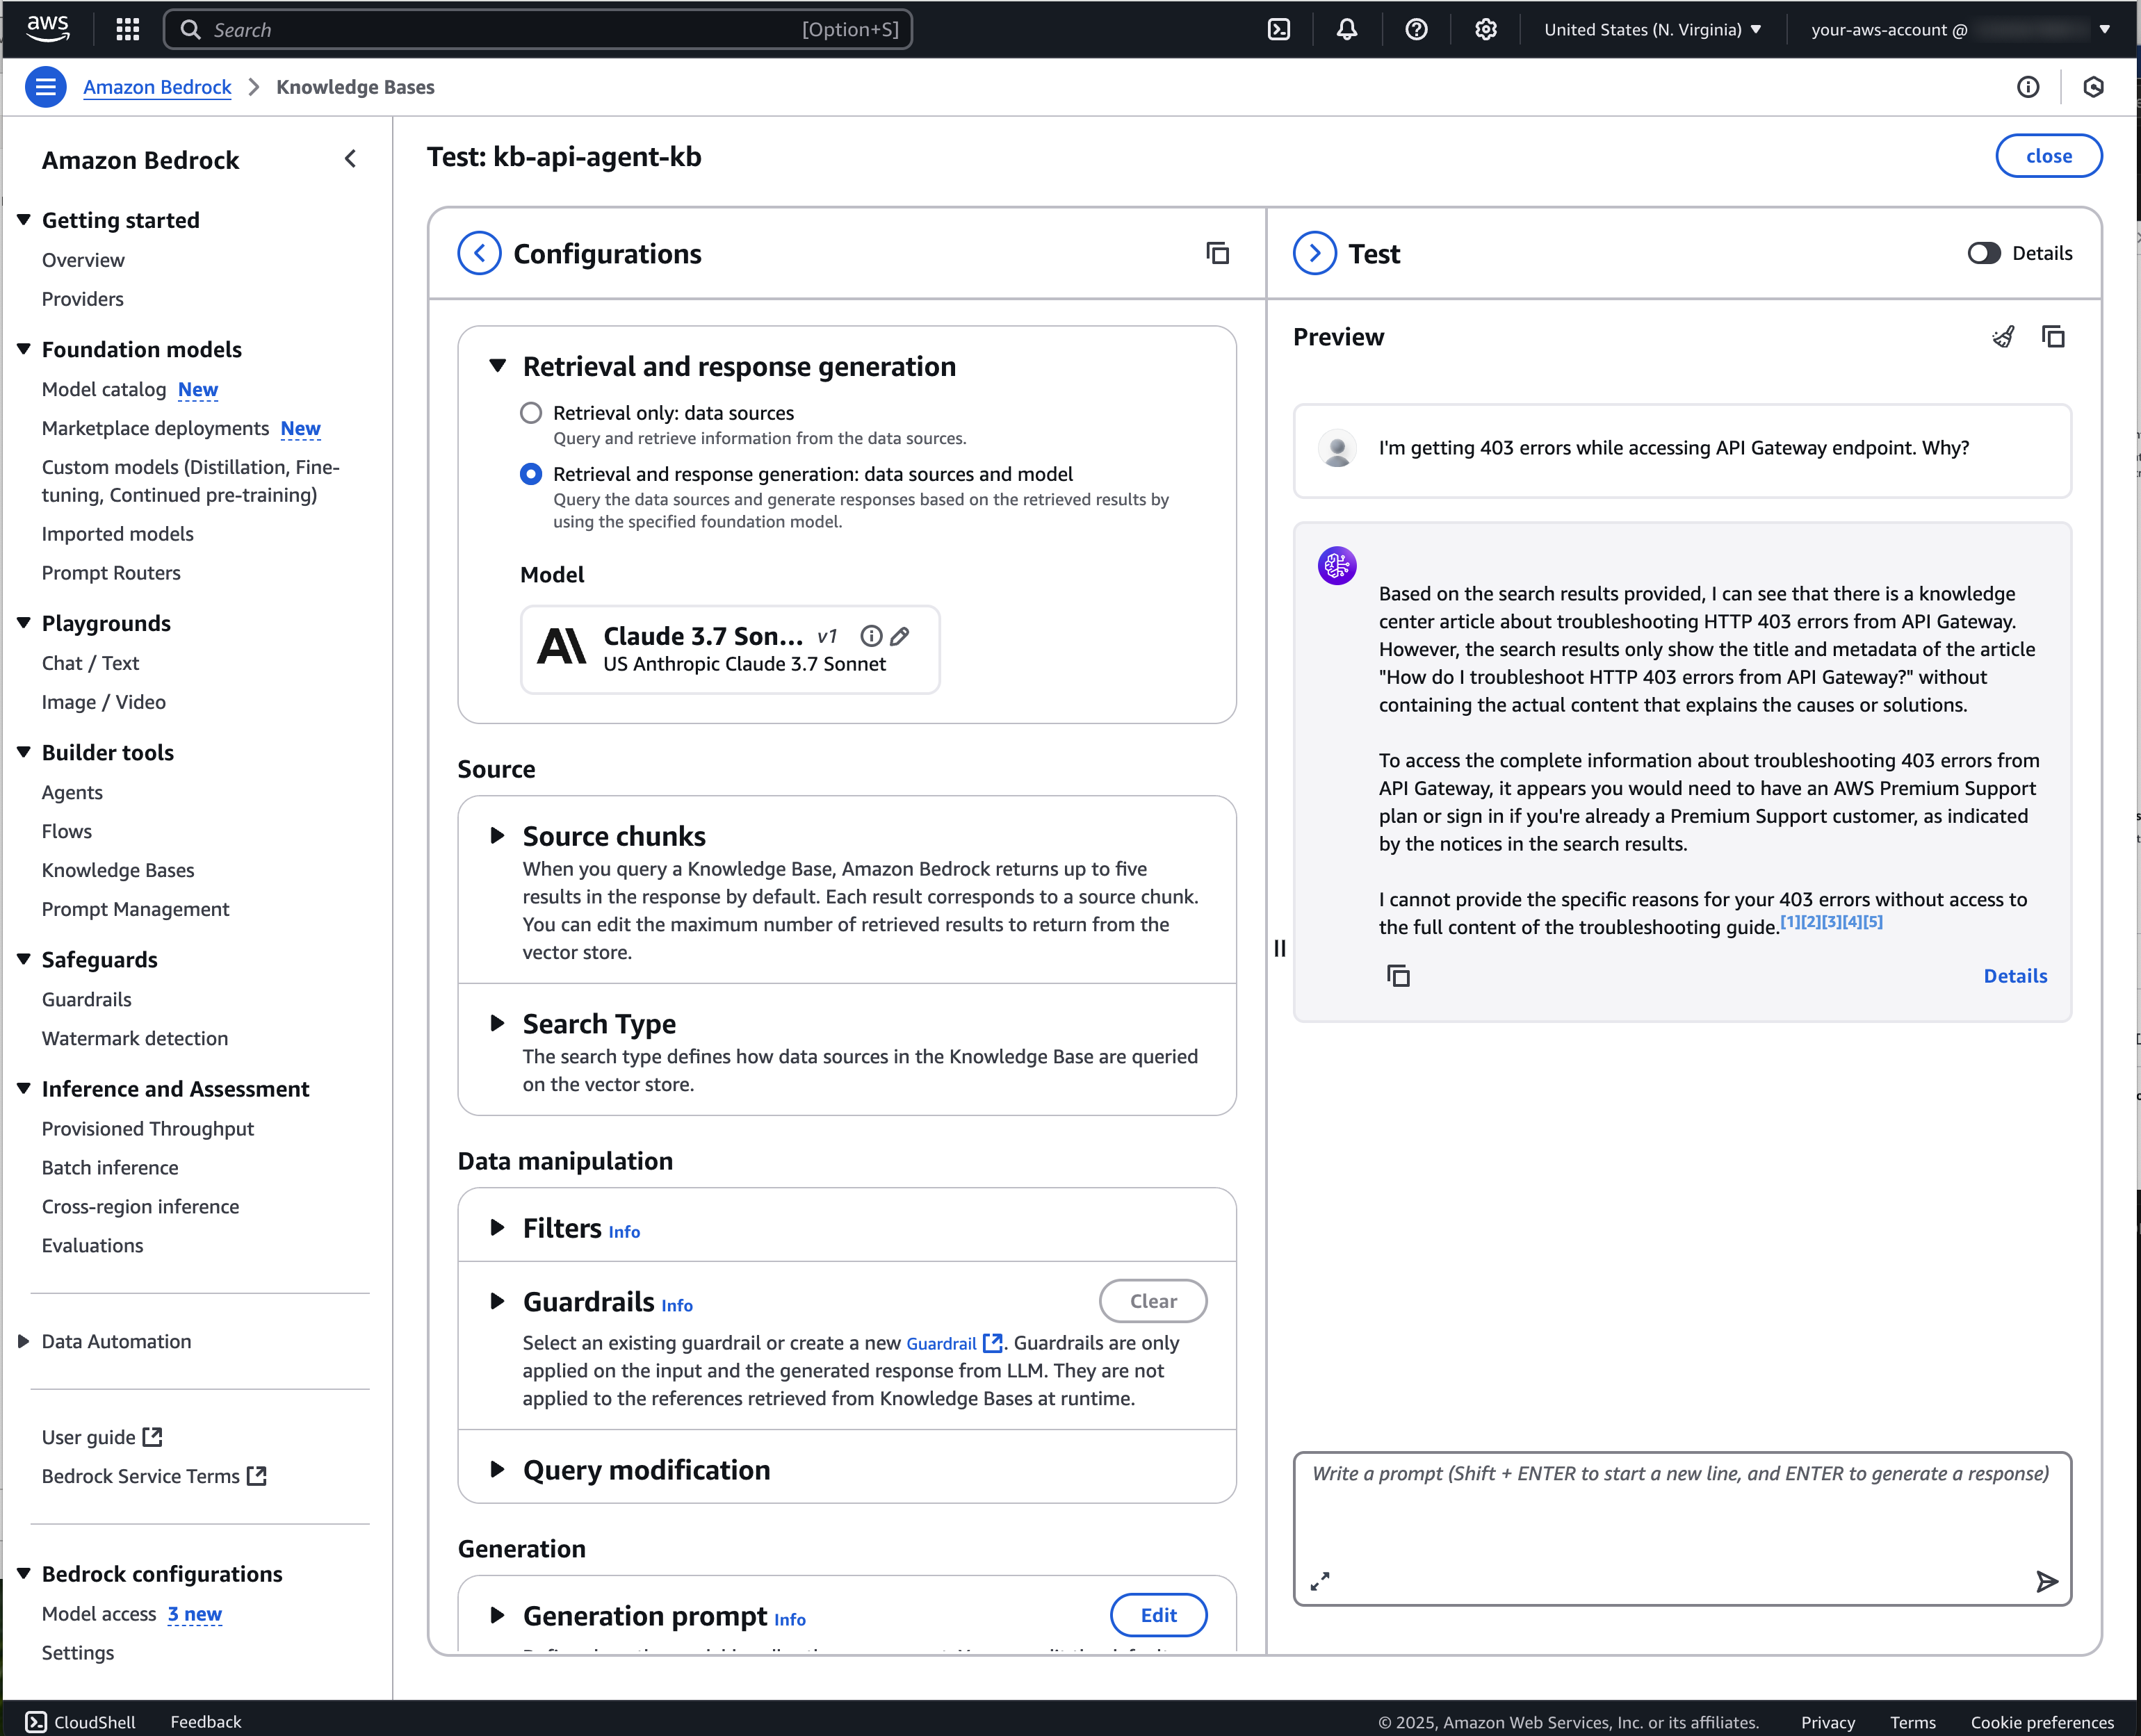 aws
Search
[Option+S]
United States (N. Virginia)
your-aws-account @
Amazon Bedrock
Knowledge Bases
Amazon Bedrock
Getting started
Overview
Providers
Foundation models
Model catalog New
Marketplace deployments New
Custom models (Distillation, Fine-
tuning, Continued pre-training)
Imported models
Prompt Routers
Playgrounds
Chat / Text
Image / Video
Builder tools
Agents
Flows
Knowledge Bases
Prompt Management
Safeguards
Guardrails
Watermark detection
Inference and Assessment
Provisioned Throughput
Batch inference
Cross-region inference
Evaluations
Data Automation
User guide
Bedrock Service Terms
Bedrock configurations
Model access 3 new
Settings
Test: kb-api-agent-kb
close
Configurations
Retrieval and response generation
Retrieval only: data sources
Query and retrieve information from the data sources.
Retrieval and response generation: data sources and model
Query the data sources and generate responses based on the retrieved results by
using the specified foundation model.
Model
Claude 3.7 Son... v1
US Anthropic Claude 3.7 Sonnet
Source
Source chunks
When you query a Knowledge Base, Amazon Bedrock returns up to five
results in the response by default. Each result corresponds to a source chunk.
You can edit the maximum number of retrieved results to return from the
vector store.
Search Type
The search type defines how data sources in the Knowledge Base are queried
on the vector store.
Data manipulation
Filters Info
Guardrails Info
Clear
Select an existing guardrail or create a new Guardrail. Guardrails are only
applied on the input and the generated response from LLM. They are not
applied to the references retrieved from Knowledge Bases at runtime.
Query modification
Generation
Generation prompt Info
Edit
Test
Details
Preview
I'm getting 403 errors while accessing API Gateway endpoint. Why?
Based on the search results provided, I can see that there is a knowledge
center article about troubleshooting HTTP 403 errors from API Gateway.
However, the search results only show the title and metadata of the article
"How do I troubleshoot HTTP 403 errors from API Gateway?" without
containing the actual content that explains the causes or solutions.
To access the complete information about troubleshooting 403 errors from
API Gateway, it appears you would need to have an AWS Premium Support
plan or sign in if you're already a Premium Support customer, as indicated
by the notices in the search results.
I cannot provide the specific reasons for your 403 errors without access to
the full content of the troubleshooting guide.[1][2][3][4][5]
Details
Write a prompt (Shift + ENTER to start a new line, and ENTER to generate a response)
CloudShell
Feedback
© 2025, Amazon Web Services, Inc. or its affiliates.
Privacy
Terms
Cookie preferences